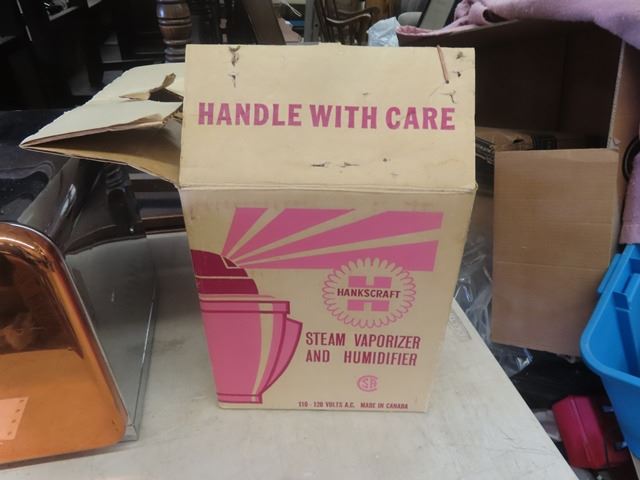 HANDLE WITH CARE
H
HANKSCRAFT
STEAM VAPORIZER
AND HUMIDIFIER
110 - 120 VOLTS A.C. MADE IN CANADA